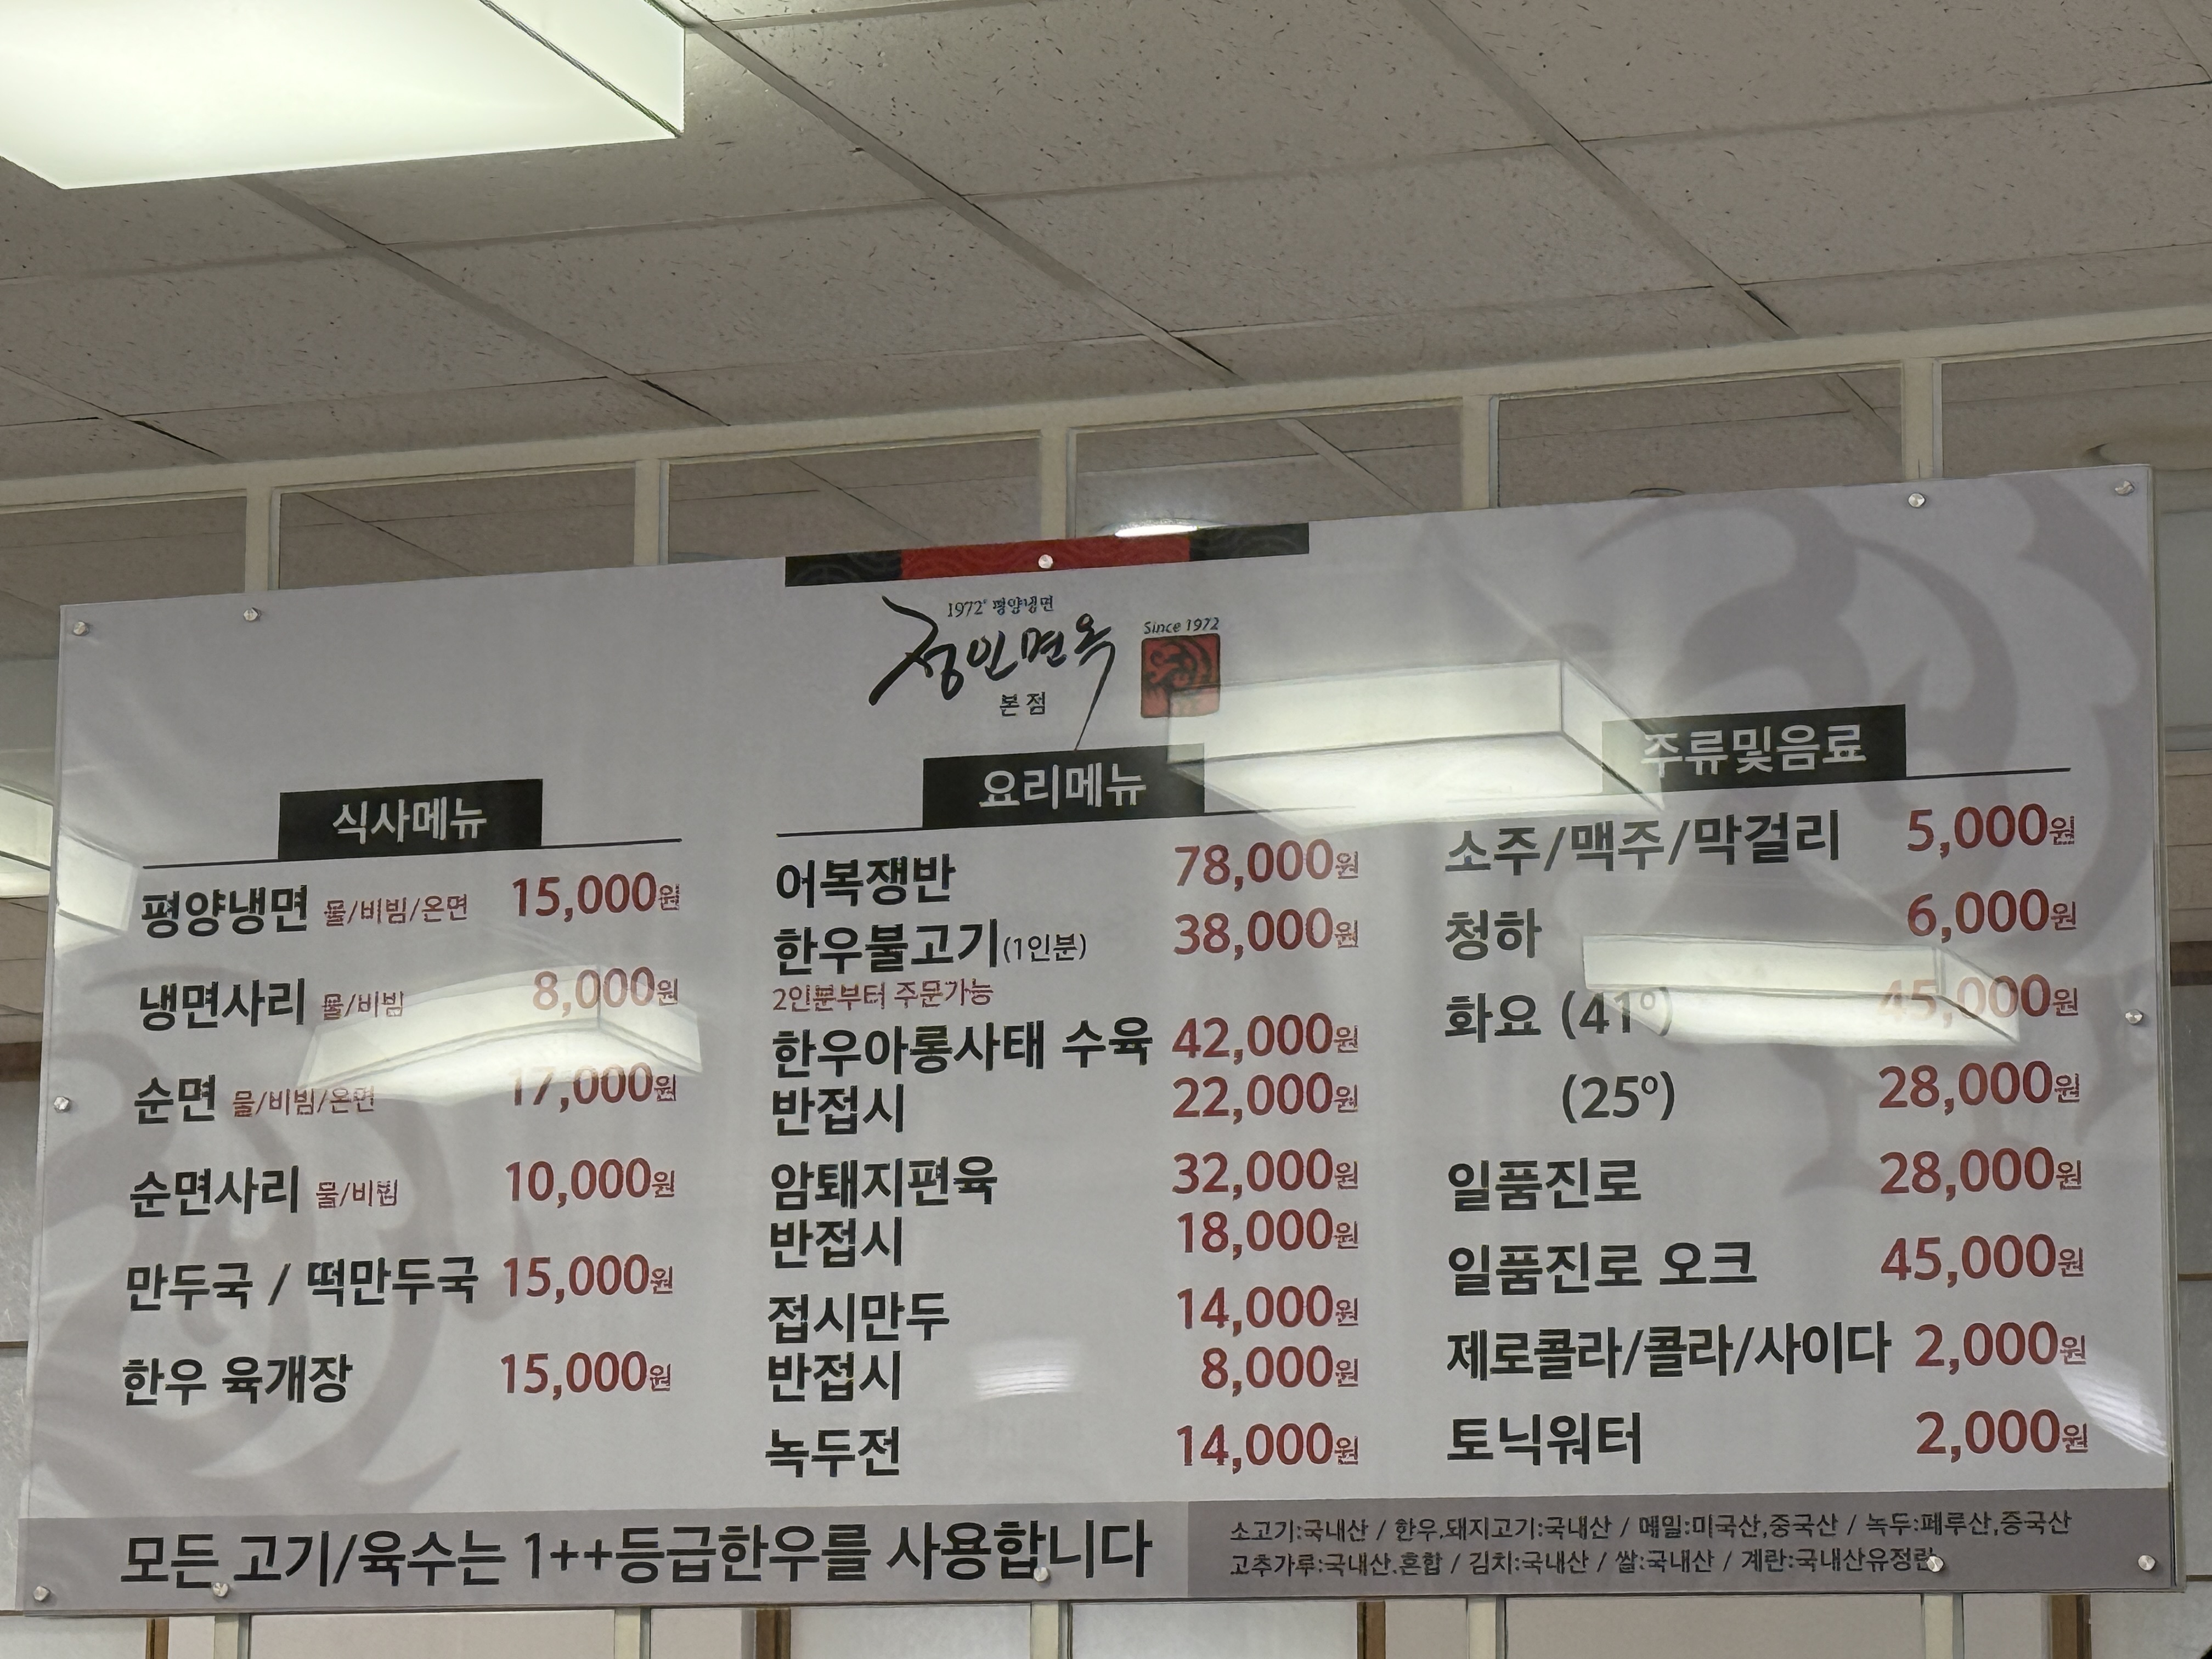 1972' 평양냉면
정인면옥
본점
Since 1972
식사메뉴
평양냉면 물/비빔/온면 15,000원
냉면사리 물/비빔 8,000원
순면 물/비빔/온면 17,000원
순면사리 물/비빔 10,000원
만두국 / 떡만두국 15,000원
한우 육개장 15,000원
요리메뉴
어복쟁반 78,000원
한우불고기(1인분) 38,000원
2인분부터 주문가능
한우아롱사태 수육 42,000원
반접시 22,000원
암퇘지편육 32,000원
반접시 18,000원
접시만두 14,000원
반접시 8,000원
녹두전 14,000원
주류및음료
소주/맥주/막걸리 5,000원
청하 6,000원
화요 (41º) 45,000원
(25º) 28,000원
일품진로 28,000원
일품진로 오크 45,000원
제로콜라/콜라/사이다 2,000원
토닉워터 2,000원
모든 고기/육수는 1++등급한우를 사용합니다
소고기:국내산 / 한우,돼지고기:국내산 / 메밀:미국산,중국산 / 녹두:페루산,중국산
고추가루:국내산.혼합 / 김치:국내산 / 쌀:국내산 / 계란:국내산유정란